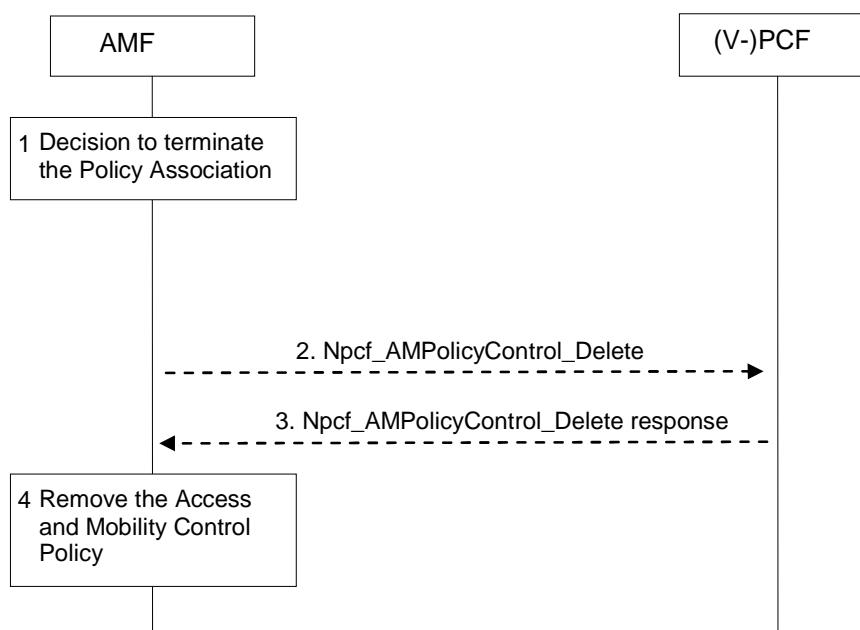 AMF
(V-)PCF
1 Decision to terminate
the Policy Association
2. Npcf_AMPolicyControl_Delete
3. Npcf_AMPolicyControl_Delete response
4 Remove the Access
and Mobility Control
Policy